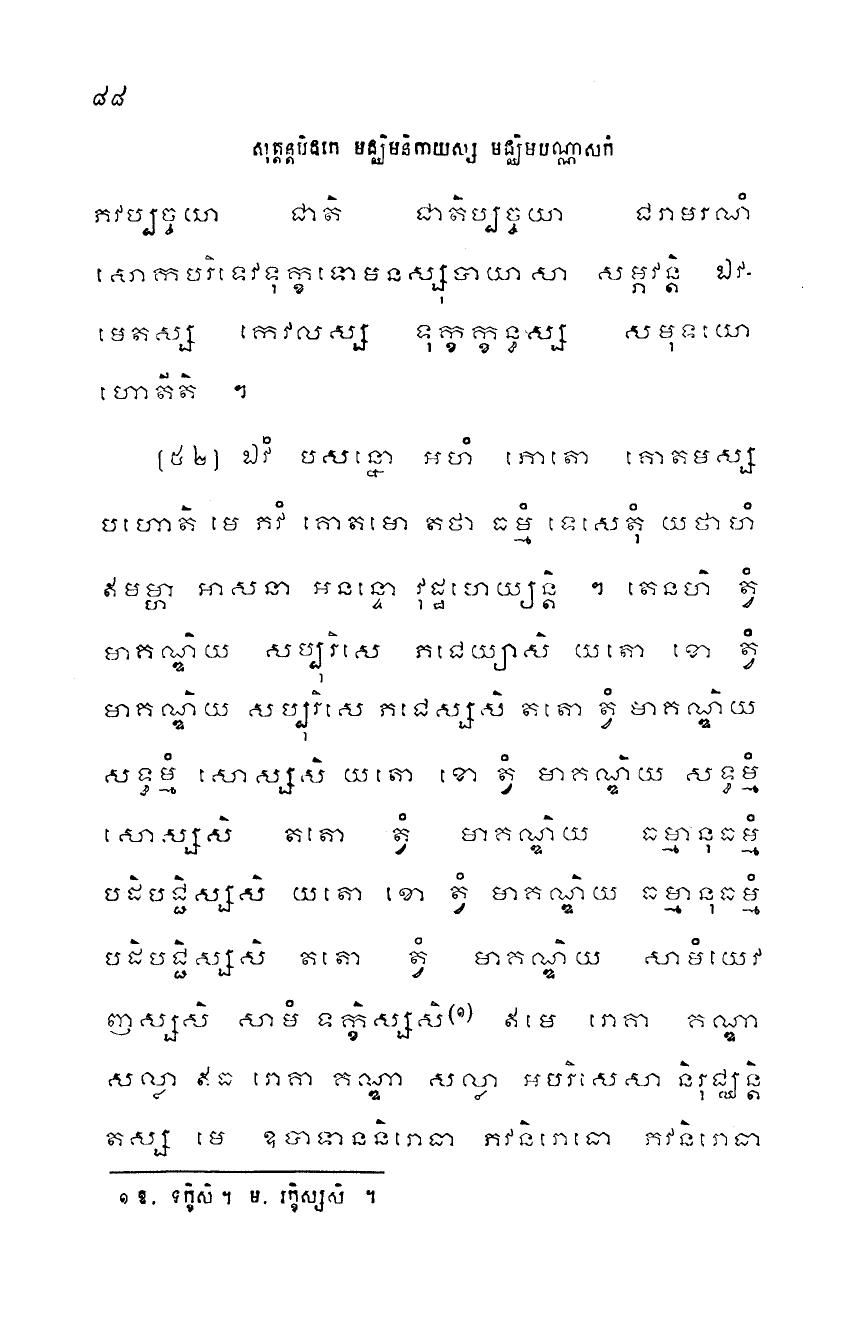 ៨៨
សុត្តន្តបិដកេ មជ្ឈិមនិកាយស្ស មជ្ឈិមបណ្ណាសកំ
ភវប្បច្ចយា ជាតិ ជាតិប្បច្ចយា ជរាមរណំ
សោកបរិទេវទុក្ខទោមនស្សុបាយាសា សម្ភវន្តិ ឯវ-
មេតស្ស កេវលស្ស ទុក្ខក្ខន្ធស្ស សមុទយោ
ហោតីតិ ។
(៥២) ឯវំ បសន្នោ អហំ ភោតោ គោតមស្ស
បហោតិ មេ ភវំ គោតមោ តថា ធម្មំ ទេសេតុំ យថាហំ
ឥមម្ហា អាសនា អនន្ធោ វុដ្ឋហេយ្យន្តិ ។ តេនហិ ត្វំ
មាគណ្ឌិយ សប្បុរិសេ ភជេយ្យាសិ យតោ ខោ ត្វំ
មាគណ្ឌិយ សប្បុរិសេ ភជេស្សសិ តតោ ត្វំ មាគណ្ឌិយ
សទ្ធម្មំ សោស្សសិ យតោ ខោ ត្វំ មាគណ្ឌិយ សទ្ធម្មំ
សោស្សសិ តតោ ត្វំ មាគណ្ឌិយ ធម្មានុធម្មំ
បដិបជ្ជិស្សសិ យតោ ខោ ត្វំ មាគណ្ឌិយ ធម្មានុធម្មំ
បដិបជ្ជិស្សសិ តតោ ត្វំ មាគណ្ឌិយ សាមំយេវ
ញស្សសិ សាមំ ទក្ខិស្សសិ(១) ឥមេ រោគា គណ្ឌា
សល្លា ឥធ រោគា គណ្ឌា សល្លា អបរិសេសា និរុជ្ឈន្តិ
តស្ស មេ ឧបាទាននិរោធា ភវនិរោធោ ភវនិរោធា
១ ឱ. ទក្ខិសិ ។ ម. រក្ខិស្សសិ ។